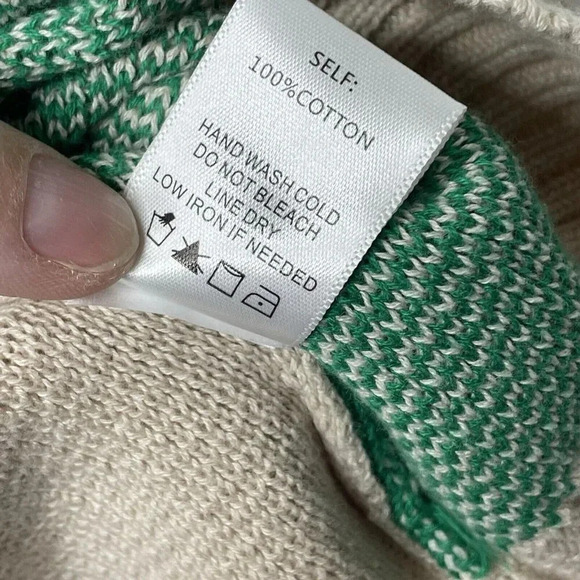 SELF:
100%COTTON
HAND WASH COLD
DO NOT BLEACH
LINE DRY
LOW IRON IF NEEDED